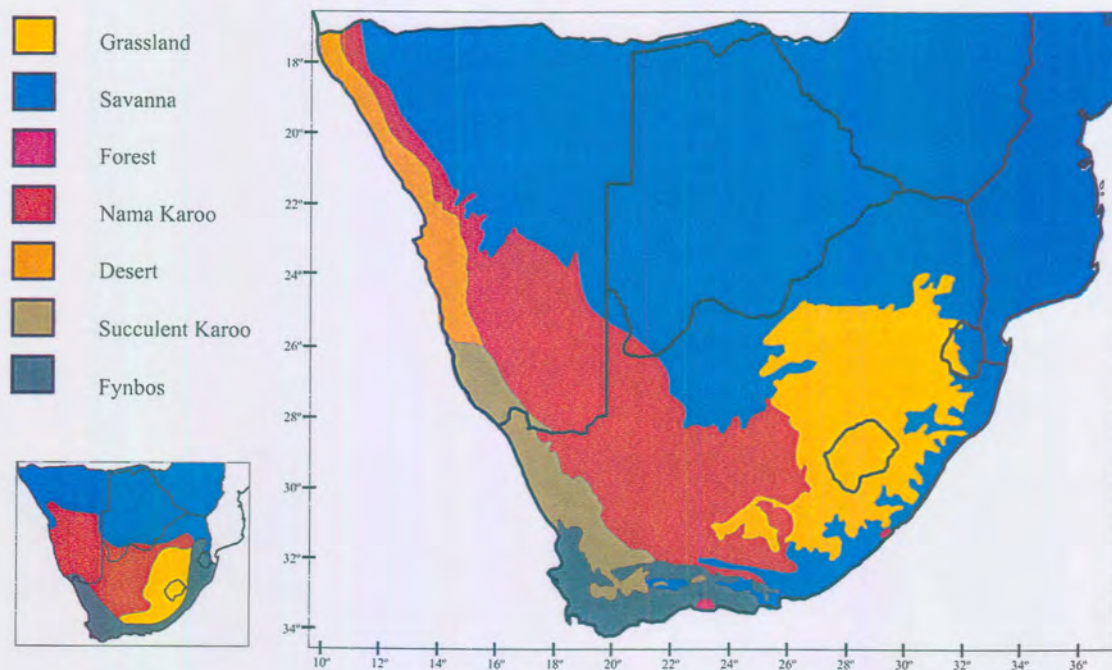 Grassland
Savanna
Forest
Nama Karoo
Desert
Succulent Karoo
Fynbos
18°
20°
22°
24°
26°
28°
30°
32°
34°
10° 12° 14° 16° 18° 20° 22° 24° 26° 28° 30° 32° 34° 36°